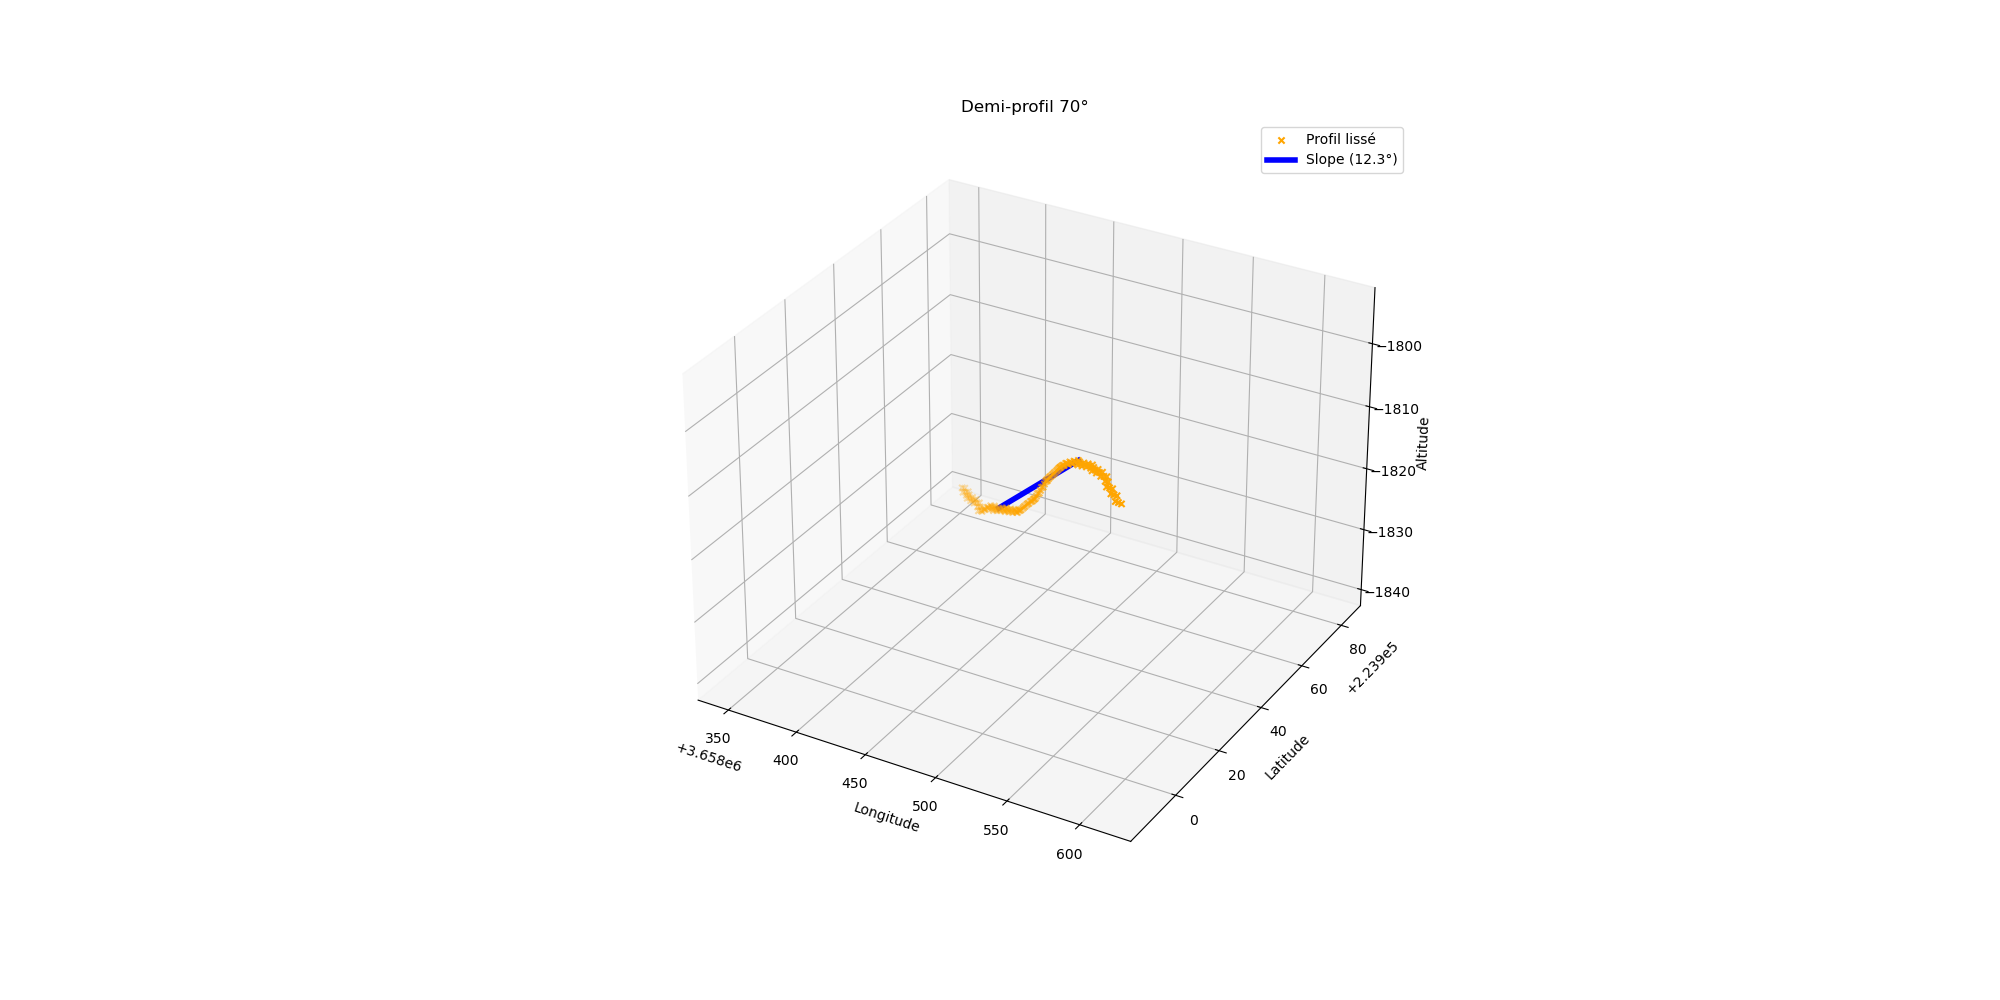 Demi-profil 70°
Profil lissé
Slope (12.3°)
−1800
−1810
−1820
−1830
−1840
Altitude
80
60
40
20
0
+2.239e5
Latitude
350
400
450
500
550
600
+3.658e6
Longitude